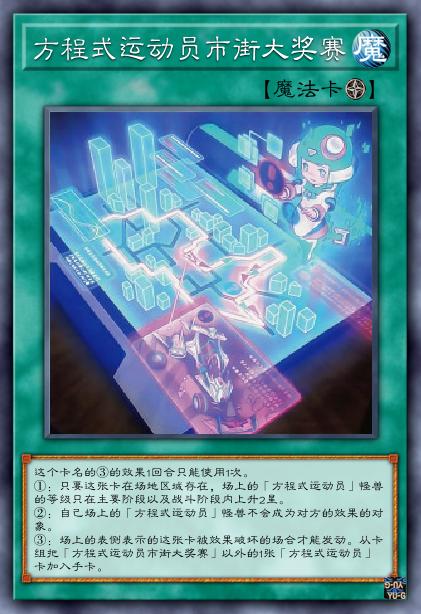 方程式运动员市街大奖赛 魔
【魔法卡】
这个卡名的③的效果1回合只能使用1次。
①：只要这张卡在场地区域存在，场上的「方程式运动员」怪兽
的等级只在主要阶段以及战斗阶段内上升2星。
②：自己场上的「方程式运动员」怪兽不会成为对方的效果的对
象。
③：场上的表侧表示的这张卡被效果破坏的场合才能发动。从卡
组把「方程式运动员市街大奖赛」以外的1张「方程式运动员」
卡加入手卡。